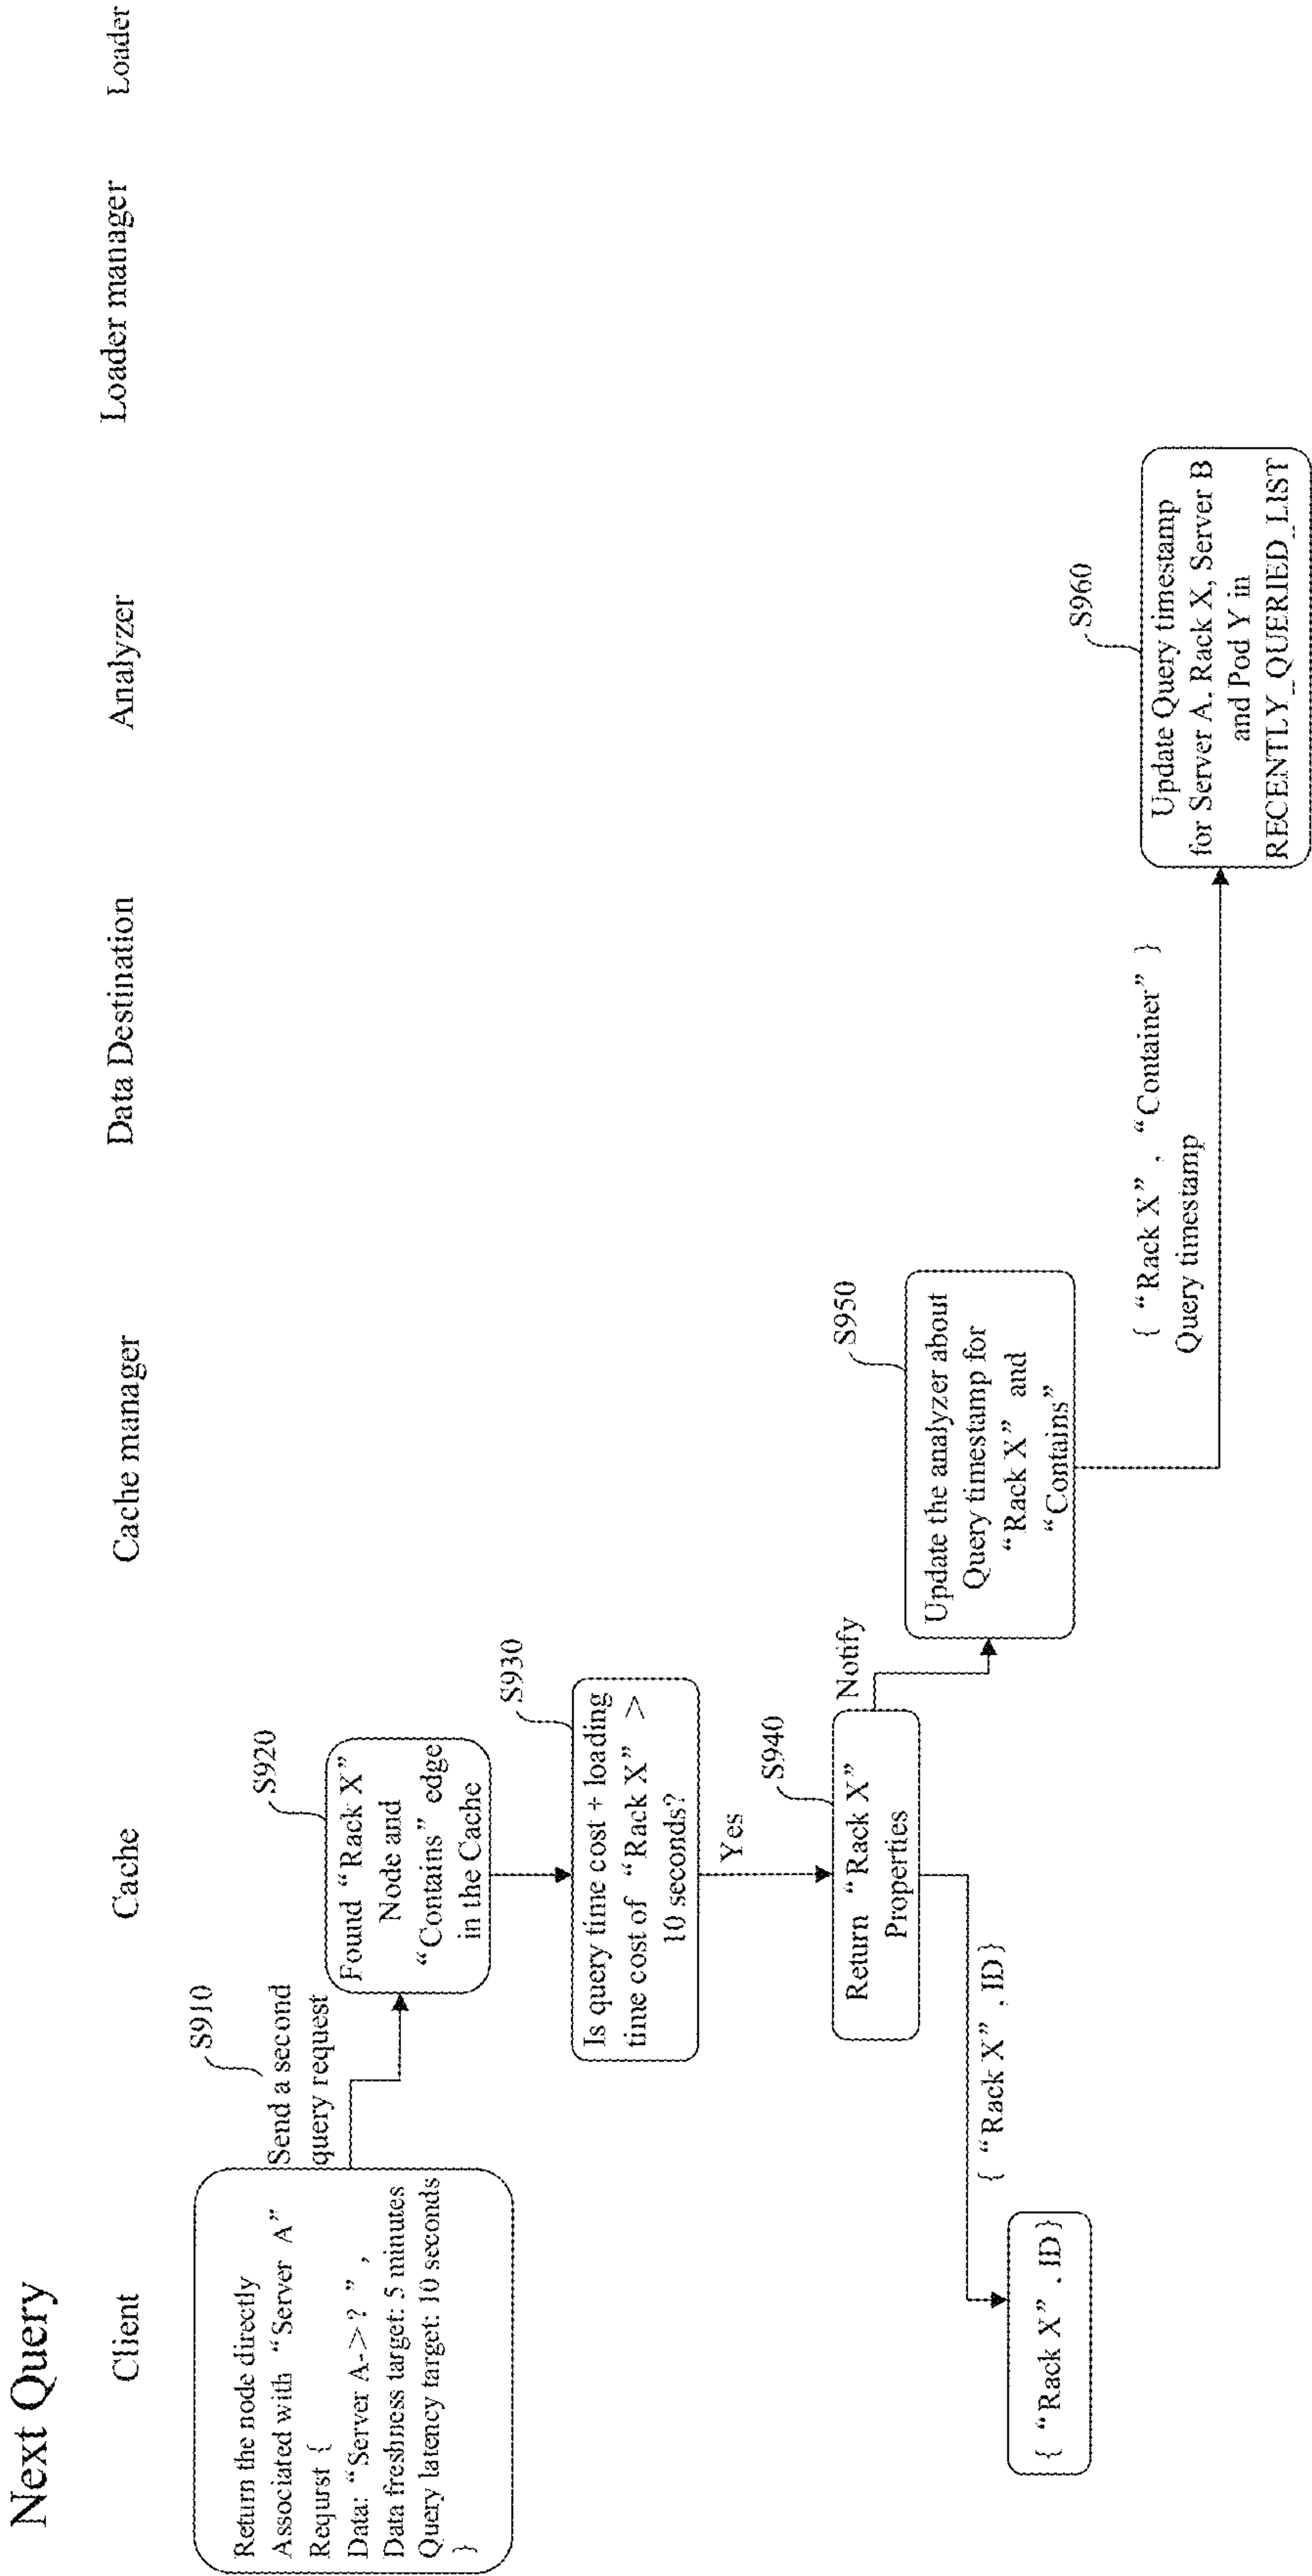 Next Query
Client
Cache
Cache manager
Data Destination
Analyzer
Loader manager
Loader
Return the node directly
Associated with “Server A”
Requrst {
Data: “Server A->? ” ,
Data freshness target: 5 minutes
Query latency target: 10 seconds
}
S910
Send a second
query request
S920
Found “Rack X”
Node and
“Contains” edge
in the Cache
S930
Is query time cost + loading
time cost of “Rack X” >
10 seconds?
Yes
S940
Return “Rack X”
Properties
Notify
{ “Rack X” , ID}
{ “Rack X” , ID}
S950
Update the analyzer about
Query timestamp for
“Rack X” and
“Contains”
{ “Rack X” , “Container” }
Query timestamp
S960
Update Query timestamp
for Server A, Rack X, Server B
and Pod Y in
RECENTLY_QUERIED_LIST